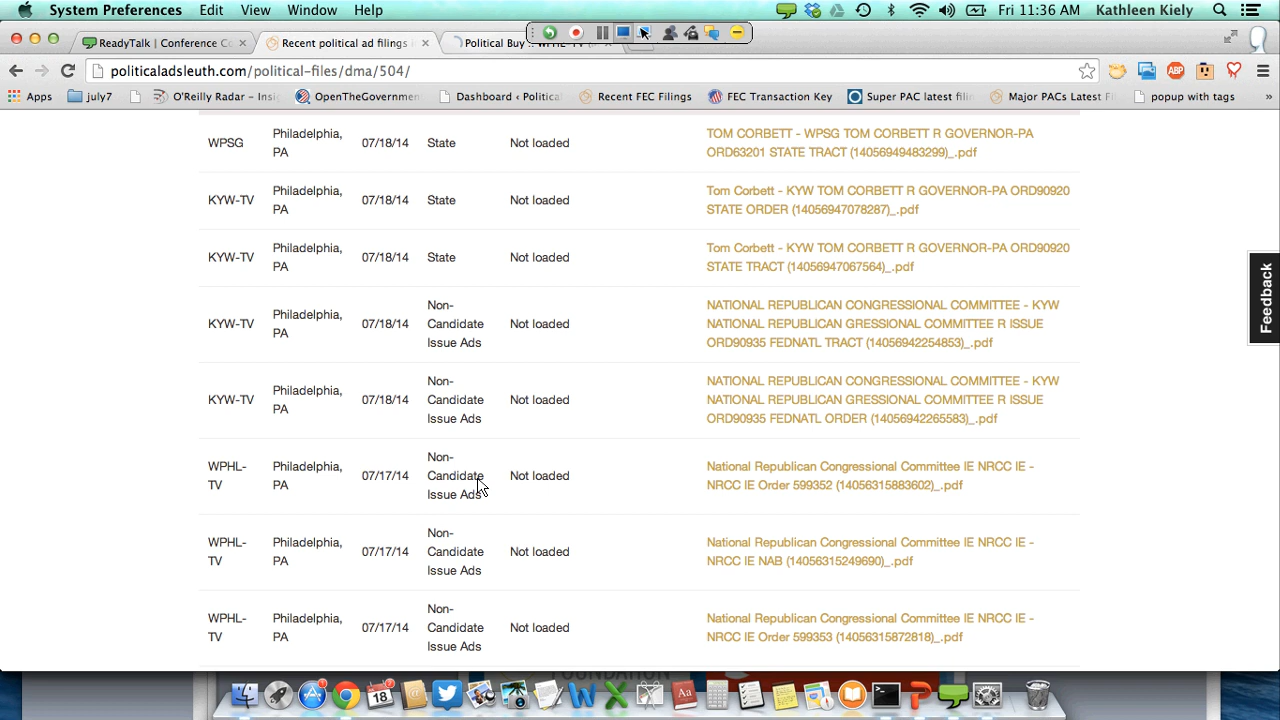 System Preferences Edit View Window Help Fri 11:36 AM Kathleen Kiely
ReadyTalk | Conference C Recent political ad filings i Political Buy
politicaladsleuth.com/political-files/dma/504/
Apps july7 O'Reilly Radar - Insi OpenTheGovernmen Dashboard ‹ Political Recent FEC Filings FEC Transaction Key Super PAC latest filin Major PACs Latest F popup with tags »
WPSG Philadelphia, PA 07/18/14 State Not loaded TOM CORBETT - WPSG TOM CORBETT R GOVERNOR-PA
ORD63201 STATE TRACT (14056949483299)_.pdf
KYW-TV Philadelphia, PA 07/18/14 State Not loaded Tom Corbett - KYW TOM CORBETT R GOVERNOR-PA ORD90920
STATE ORDER (14056947078287)_.pdf
KYW-TV Philadelphia, PA 07/18/14 State Not loaded Tom Corbett - KYW TOM CORBETT R GOVERNOR-PA ORD90920
STATE TRACT (14056947067564)_.pdf
KYW-TV Philadelphia, PA 07/18/14 Non-Candidate Issue Ads Not loaded NATIONAL REPUBLICAN CONGRESSIONAL COMMITTEE - KYW
NATIONAL REPUBLICAN GRESSIONAL COMMITTEE R ISSUE
ORD90935 FEDNATL TRACT (14056942254853)_.pdf
KYW-TV Philadelphia, PA 07/18/14 Non-Candidate Issue Ads Not loaded NATIONAL REPUBLICAN CONGRESSIONAL COMMITTEE - KYW
NATIONAL REPUBLICAN GRESSIONAL COMMITTEE R ISSUE
ORD90935 FEDNATL ORDER (14056942265583)_.pdf
WPHL-TV Philadelphia, PA 07/17/14 Non-Candidate Issue Ads Not loaded National Republican Congressional Committee IE NRCC IE -
NRCC IE Order 599352 (14056315883602)_.pdf
WPHL-TV Philadelphia, PA 07/17/14 Non-Candidate Issue Ads Not loaded National Republican Congressional Committee IE NRCC IE -
NRCC IE NAB (14056315249690)_.pdf
WPHL-TV Philadelphia, PA 07/17/14 Non-Candidate Issue Ads Not loaded National Republican Congressional Committee IE NRCC IE -
NRCC IE Order 599353 (14056315872818)_.pdf
Feedback